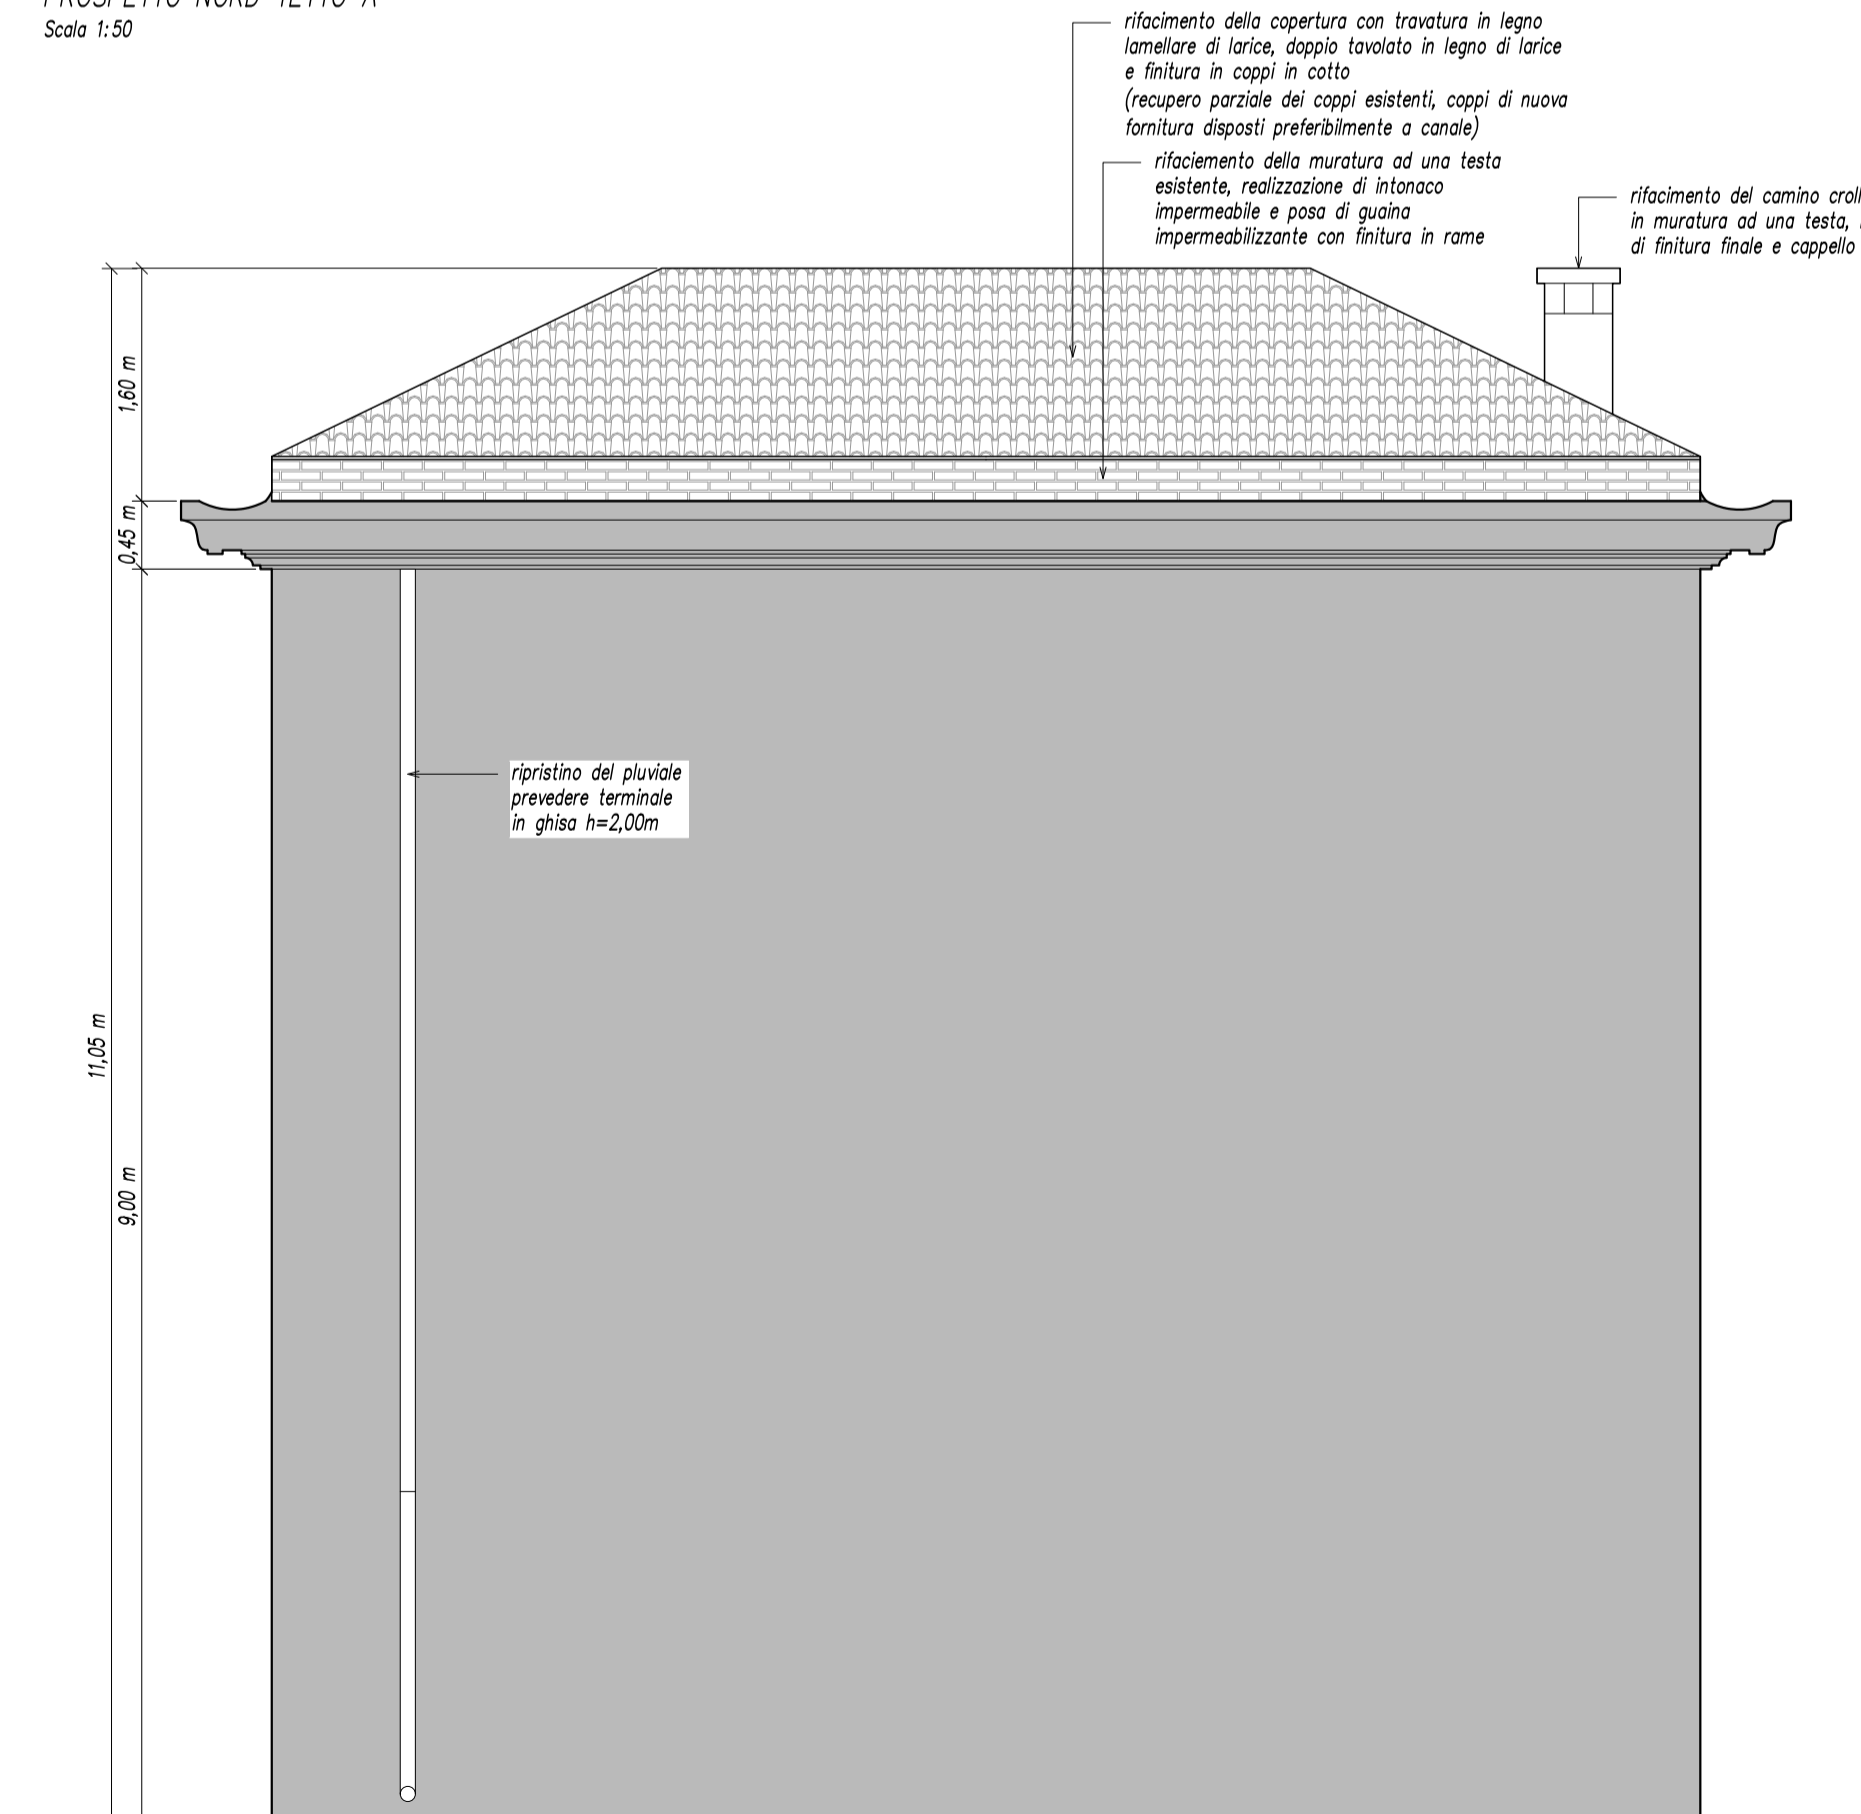 PROSPETTO NORD TETTO A
Scala 1:50
rifacimento della copertura con travatura in legno
lamellare di larice, doppio tavolato in legno di larice
e finitura in coppi in cotto
(recupero parziale dei coppi esistenti, coppi di nuova
fornitura disposti preferibilmente a canale)
rifaciemento della muratura ad una testa
esistente, realizzazione di intonaco
impermeabile e posa di guaina
impermeabilizzante con finitura in rame
rifacimento del camino
in muratura ad una testa,
di finitura finale e cappello
1,60 m
0,45 m
ripristino del pluviale
prevedere terminale
in ghisa h=2,00m
11,05 m
9,00 m